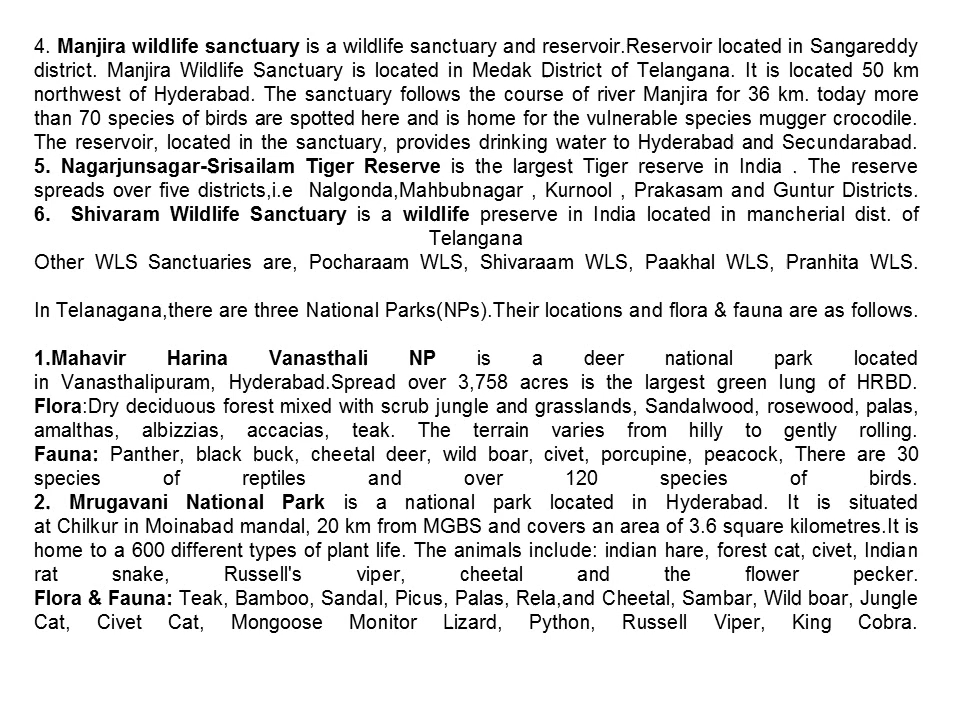 4. Manjira wildlife sanctuary is a wildlife sanctuary and reservoir.Reservoir located in Sangareddy
district. Manjira Wildlife Sanctuary is located in Medak District of Telangana. It is located 50 km
northwest of Hyderabad. The sanctuary follows the course of river Manjira for 36 km. today more
than 70 species of birds are spotted here and is home for the vulnerable species mugger crocodile.
The reservoir, located in the sanctuary, provides drinking water to Hyderabad and Secundarabad.
5. Nagarjunsagar-Srisailam Tiger Reserve is the largest Tiger reserve in India . The reserve
spreads over five districts,i.e Nalgonda,Mahbubnagar , Kurnool , Prakasam and Guntur Districts.
6. Shivaram Wildlife Sanctuary is a wildlife preserve in India located in mancherial dist. of
Telangana
Other WLS Sanctuaries are, Pocharaam WLS, Shivaraam WLS, Paakhal WLS, Pranhita WLS.
In Telanagana,there are three National Parks(NPs).Their locations and flora & fauna are as follows.
1.Mahavir Harina Vanasthali NP is a deer national park located
in Vanasthalipuram, Hyderabad.Spread over 3,758 acres is the largest green lung of HRBD.
Flora:Dry deciduous forest mixed with scrub jungle and grasslands, Sandalwood, rosewood, palas,
amalthas, albizzias, accacias, teak. The terrain varies from hilly to gently rolling.
Fauna: Panther, black buck, cheetal deer, wild boar, civet, porcupine, peacock, There are 30
species of reptiles and over 120 species of birds.
2. Mrugavani National Park is a national park located in Hyderabad. It is situated
at Chilkur in Moinabad mandal, 20 km from MGBS and covers an area of 3.6 square kilometres.It is
home to a 600 different types of plant life. The animals include: indian hare, forest cat, civet, Indian
rat snake, Russell's viper, cheetal and the flower pecker.
Flora & Fauna: Teak, Bamboo, Sandal, Picus, Palas, Rela,and Cheetal, Sambar, Wild boar, Jungle
Cat, Civet Cat, Mongoose Monitor Lizard, Python, Russell Viper, King Cobra.